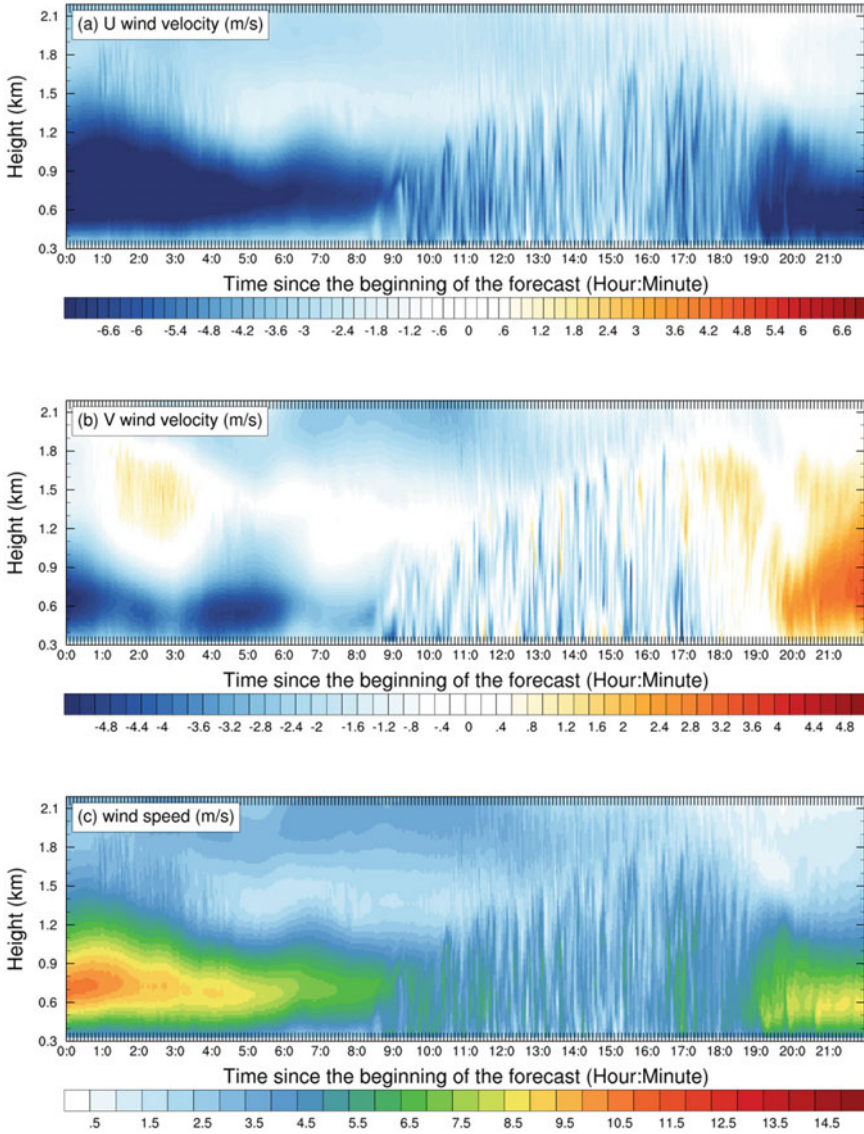 (a) U wind velocity (m/s)
Height (km)
2.1
1.8
1.5
1.2
0.9
0.6
0.3
0:0 1:0 2:0 3:0 4:0 5:0 6:0 7:0 8:0 9:0 10:0 11:0 12:0 13:0 14:0 15:0 16:0 17:0 18:0 19:0 20:0 21:0
Time since the beginning of the forecast (Hour:Minute)
-6.6 -6 -5.4 -4.8 -4.2 -3.6 -3 -2.4 -1.8 -1.2 -.6 0 .6 1.2 1.8 2.4 3 3.6 4.2 4.8 5.4 6 6.6
(b) V wind velocity (m/s)
Height (km)
2.1
1.8
1.5
1.2
0.9
0.6
0.3
0:0 1:0 2:0 3:0 4:0 5:0 6:0 7:0 8:0 9:0 10:0 11:0 12:0 13:0 14:0 15:0 16:0 17:0 18:0 19:0 20:0 21:0
Time since the beginning of the forecast (Hour:Minute)
-4.8 -4.4 -4 -3.6 -3.2 -2.8 -2.4 -2 -1.6 -1.2 -.8 -.4 0 .4 .8 1.2 1.6 2 2.4 2.8 3.2 3.6 4 4.4 4.8
(c) wind speed (m/s)
Height (km)
2.1
1.8
1.5
1.2
0.9
0.6
0.3
0:0 1:0 2:0 3:0 4:0 5:0 6:0 7:0 8:0 9:0 10:0 11:0 12:0 13:0 14:0 15:0 16:0 17:0 18:0 19:0 20:0 21:0
Time since the beginning of the forecast (Hour:Minute)
.5 1.5 2.5 3.5 4.5 5.5 6.5 7.5 8.5 9.5 10.5 11.5 12.5 13.5 14.5